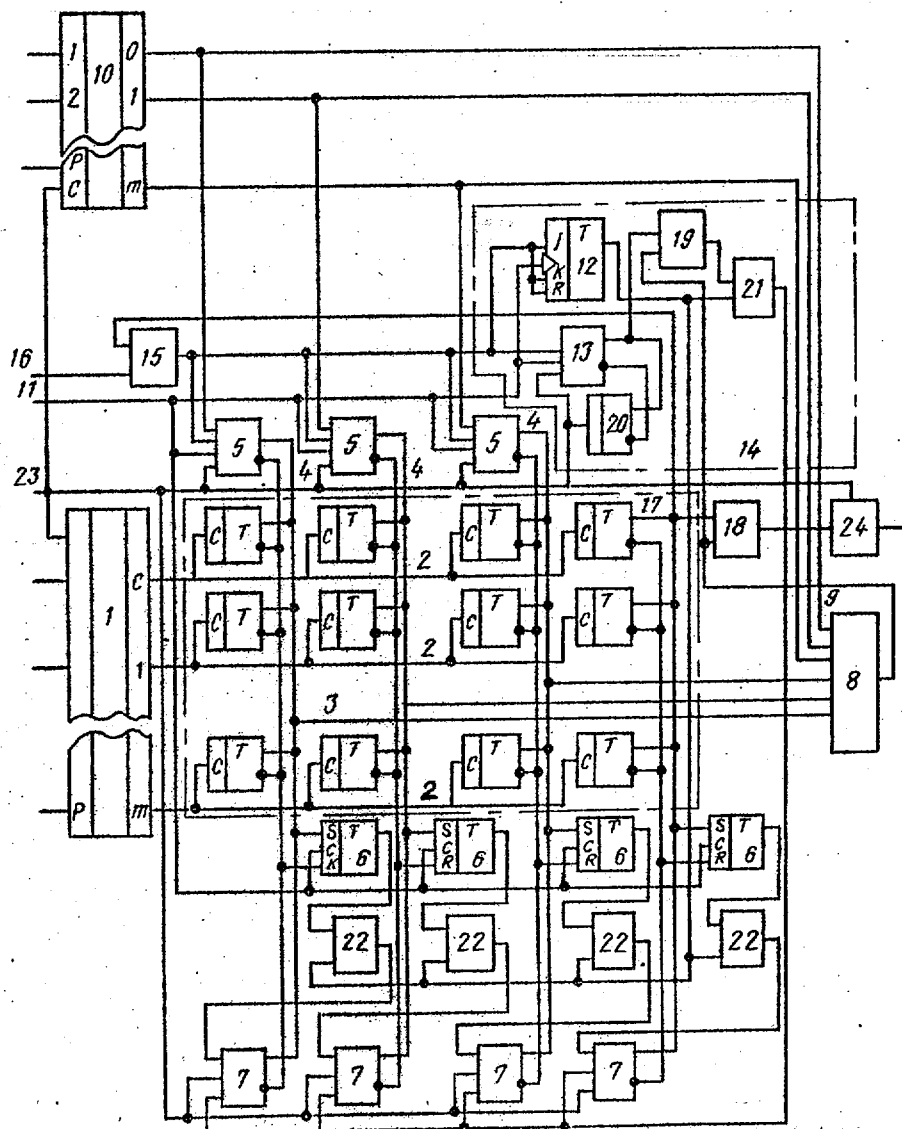 1 10 0
2 1
P
C m
J T
K 12
R
19
21
16
15
13
11
20
5 5 5 4
4 4
14
23
C T C T C T C T 17
18 24
2
C
1
C T C T C T C T
2
1
9
8
3
C T C T C T C T
P m 2
S T S T S T S T
C C C C
K 6 R 6 R 6 R 6
22 22 22 22
7 7 7 7